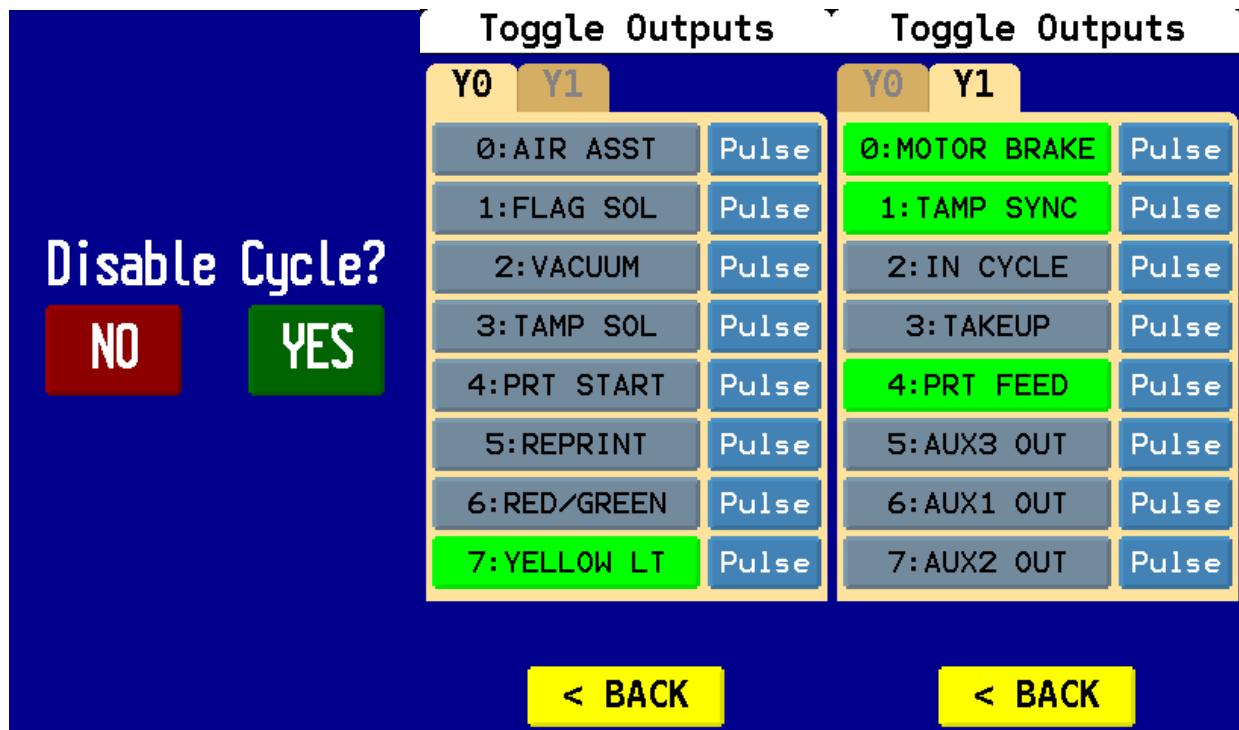 Disable Cycle?
NO YES
Toggle Outputs
Y0 Y1
0:AIR ASST Pulse
1:FLAG SOL Pulse
2:VACUUM Pulse
3:TAMP SOL Pulse
4:PRT START Pulse
5:REPRINT Pulse
6:RED/GREEN Pulse
7:YELLOW LT Pulse
< BACK
Toggle Outputs
Y0 Y1
0:MOTOR BRAKE Pulse
1:TAMP SYNC Pulse
2:IN CYCLE Pulse
3:TAKEUP Pulse
4:PRT FEED Pulse
5:AUX3 OUT Pulse
6:AUX1 OUT Pulse
7:AUX2 OUT Pulse
< BACK